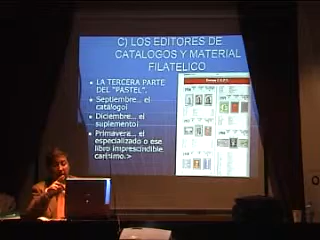 C) LOS EDITORES DE
CATALOGOS Y MATERIAL
FILATELICO
• LA TERCERA PARTE
DEL "PASTEL".
• Septiembre... el
catálogo¡
• Diciembre... el
suplemento¡
• Primavera... el
especializado o ese
libro imprescindible
carísimo.>